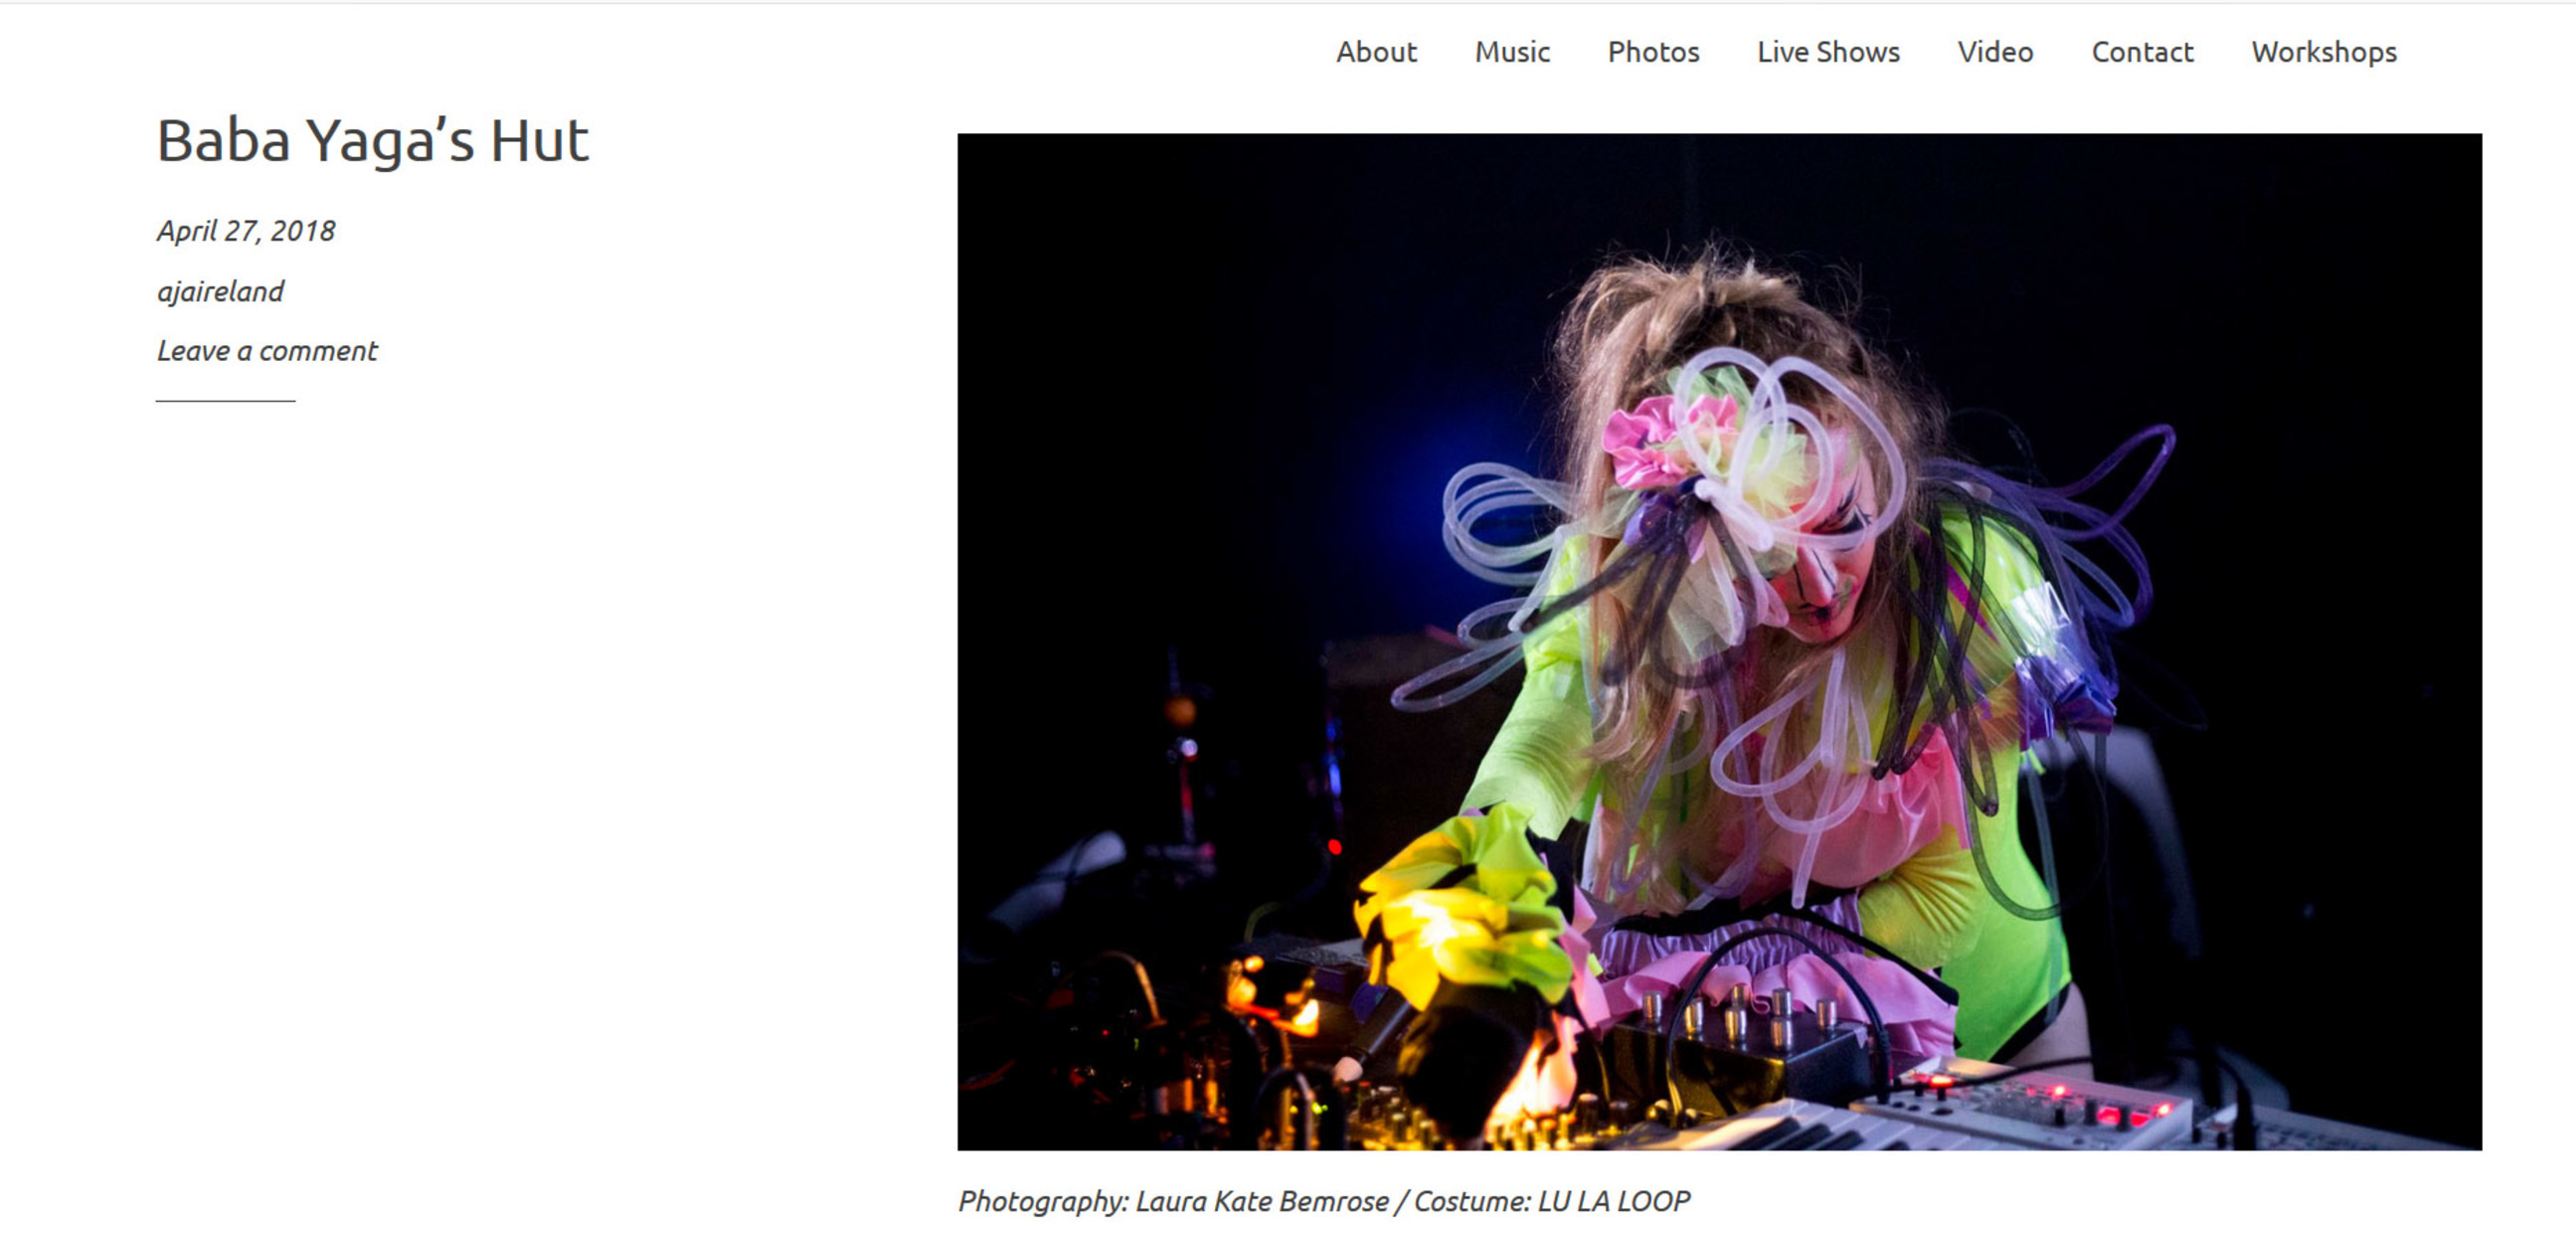 About Music Photos Live Shows Video Contact Workshops
Baba Yaga’s Hut
April 27, 2018
ajaireland
Leave a comment
Photography: Laura Kate Bemrose / Costume: LU LA LOOP